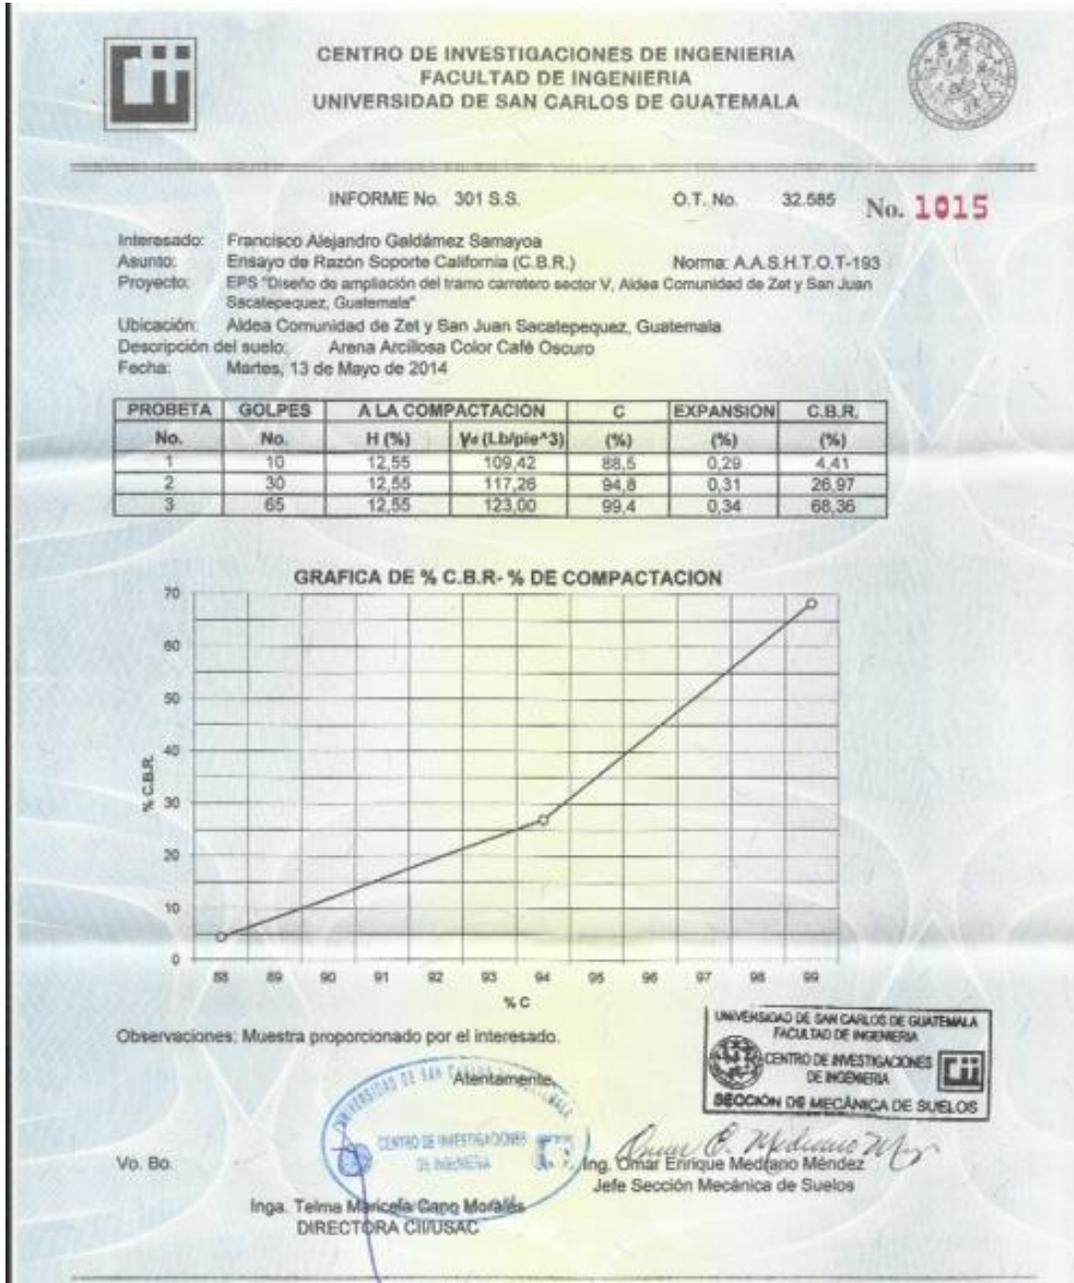 CENTRO DE INVESTIGACIONES DE INGENIERIA
FACULTAD DE INGENIERIA
UNIVERSIDAD DE SAN CARLOS DE GUATEMALA
INFORME No. 301 S.S. O.T. No. 32.585 No. 1015
Interesado: Francisco Alejandro Galdámez Samayoa
Asunto: Ensayo de Razón Soporte California (C.B.R.) Norma: A.A.S.H.T.O.T-193
Proyecto: EPS "Diseño de ampliación del tramo carretero sector V, Aldea Comunidad de Zet y San Juan
Sacatepequez, Guatemala"
Ubicación: Aldea Comunidad de Zet y San Juan Sacatepequez, Guatemala
Descripción del suelo: Arena Arcillosa Color Café Oscuro
Fecha: Martes, 13 de Mayo de 2014
PROBETA GOLPES A LA COMPACTACION C EXPANSION C.B.R.
No. No. H (%) γd (Lb/pie^3) (%) (%) (%)
1 10 12,55 109,42 88,5 0,29 4,41
2 30 12,55 117,26 94,8 0,31 26,97
3 65 12,55 123,00 99,4 0,34 68,36
GRAFICA DE % C.B.R- % DE COMPACTACION
70
60
50
40
30
20
10
0
% C.B.R.
88 89 90 91 92 93 94 95 96 97 98 99
% C
Observaciones: Muestra proporcionado por el interesado.
UNIVERSIDAD DE SAN CARLOS DE GUATEMALA
FACULTAD DE INGENIERIA
CENTRO DE INVESTIGACIONES
DE INGENIERIA
SECCIÓN DE MECÁNICA DE SUELOS
Atentamente,
UNIVERSIDAD DE SAN CARLOS DE GUATEMALA
CENTRO DE INVESTIGACIONES
DE INGENIERIA
Vo. Bo.
Ing. Omar Enrique Medrano Méndez
Jefe Sección Mecánica de Suelos
Inga. Telma Maricela Cano Morales
DIRECTORA CII/USAC